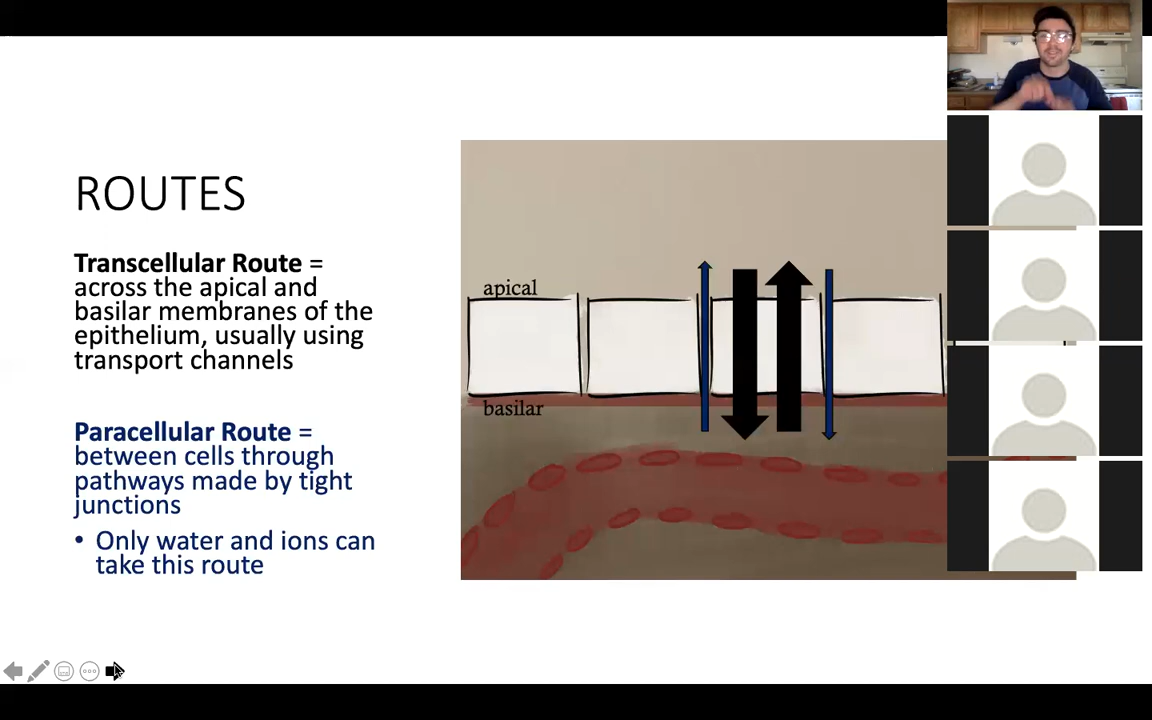 ROUTES
Transcellular Route =
across the apical and
basilar membranes of the
epithelium, usually using
transport channels
Paracellular Route =
between cells through
pathways made by tight
junctions
• Only water and ions can
take this route
apical
basilar